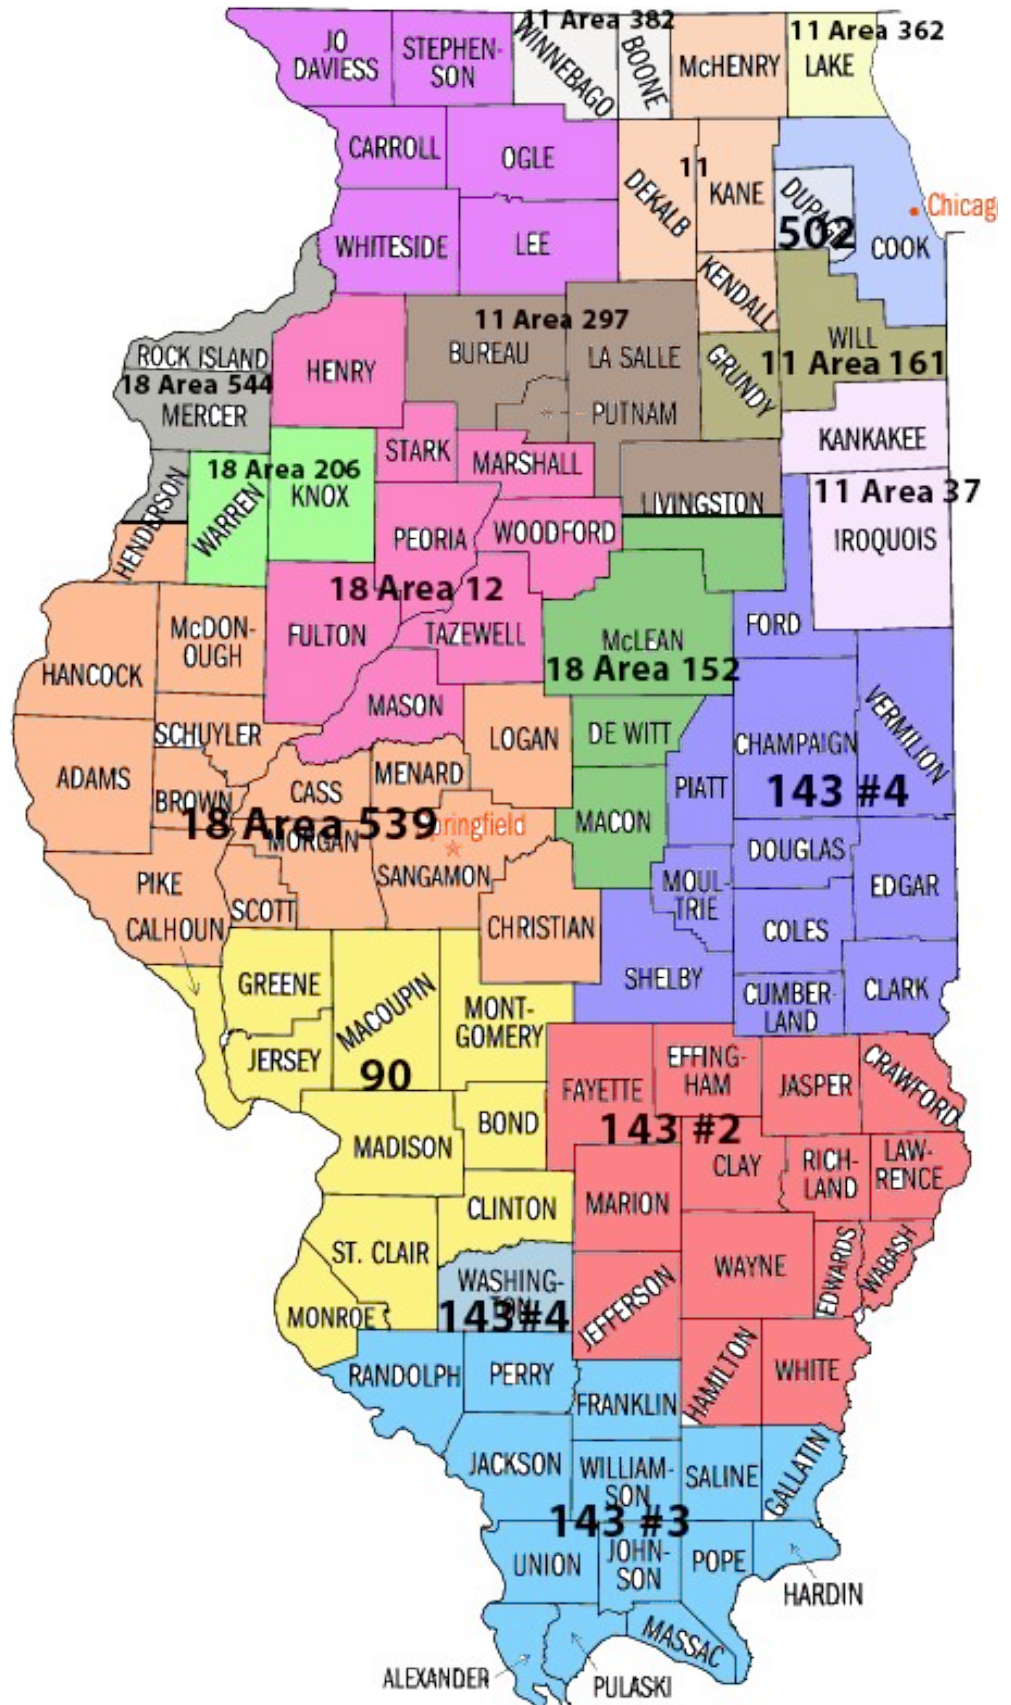 11 Area 382
11 Area 362
JO
DAVIESS
STEPHEN-
SON
WINNEBAGO
BOONE
McHENRY
LAKE
CARROLL
OGLE
DEKALB
11
KANE
DUPAGE
502
COOK
Chicag
WHITESIDE
LEE
KENDALL
11 Area 297
ROCK ISLAND
HENRY
BUREAU
LA SALLE
GRUNDY
WILL
11 Area 161
18 Area 544
MERCER
PUTNAM
STARK
MARSHALL
KANKAKEE
18 Area 206
KNOX
WARREN
HENDERSON
LIVINGSTON
11 Area 37
IROQUOIS
PEORIA
WOODFORD
18 Area 12
FULTON
TAZEWELL
McLEAN
18 Area 152
FORD
McDON-
OUGH
HANCOCK
MASON
SCHUYLER
LOGAN
DE WITT
CHAMPAIGN
VERMILION
ADAMS
BROWN
CASS
MENARD
PIATT
143 #4
18 Area 539
pringfield
MACON
MORGAN
DOUGLAS
PIKE
SANGAMON
MOUL-
TRIE
EDGAR
SCOTT
CALHOUN
CHRISTIAN
COLES
GREENE
MACOUPIN
MONT-
GOMERY
SHELBY
CUMBER-
LAND
CLARK
JERSEY
90
FAYETTE
EFFING-
HAM
JASPER
CRAWFORD
143 #2
BOND
MADISON
CLAY
RICH-
LAND
LAW-
RENCE
CLINTON
MARION
ST. CLAIR
WAYNE
EDWARDS
WABASH
WASHING-
TON
143#4
MONROE
JEFFERSON
RANDOLPH
PERRY
FRANKLIN
HAMILTON
WHITE
JACKSON
WILLIAM-
SON
SALINE
GALLATIN
143 #3
UNION
JOHN-
SON
POPE
HARDIN
MASSAC
ALEXANDER
PULASKI